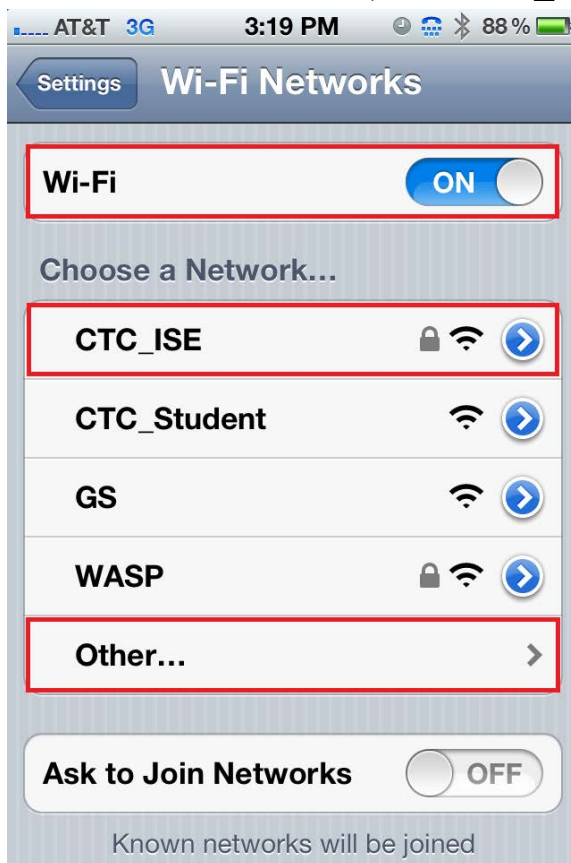 AT&T 3G 3:19 PM 88%
Settings Wi-Fi Networks
Wi-Fi ON
Choose a Network...
CTC_ISE
CTC_Student
GS
WASP
Other...
Ask to Join Networks OFF
Known networks will be joined